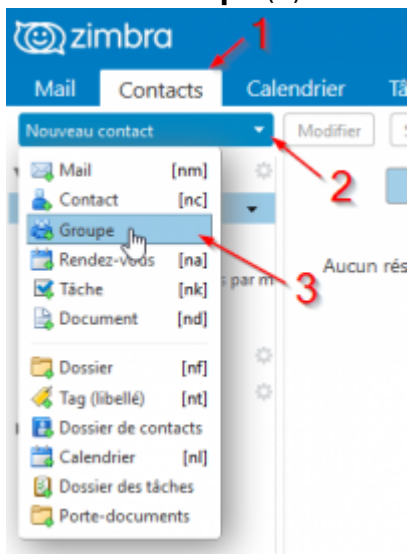 zimbra
1
Mail Contacts Calendrier
Nouveau contact Modifier
2
Mail [nm]
Contact [nc]
Groupe
Rendez-vous [na]
par m
Aucun rés
3
Tâche [nk]
Document [nd]
Dossier [nf]
Tag (libellé) [nt]
Dossier de contacts
Calendrier [nl]
Dossier des tâches
Porte-documents